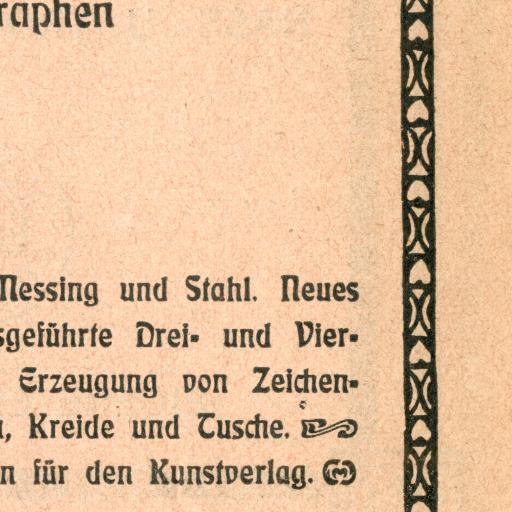 raphen
Messing und Stahl. Neues
sgeführte Drei- und Vier-
Erzeugung von Zeichen-
, Kreide und Tusche.
n für den Kunstverlag.